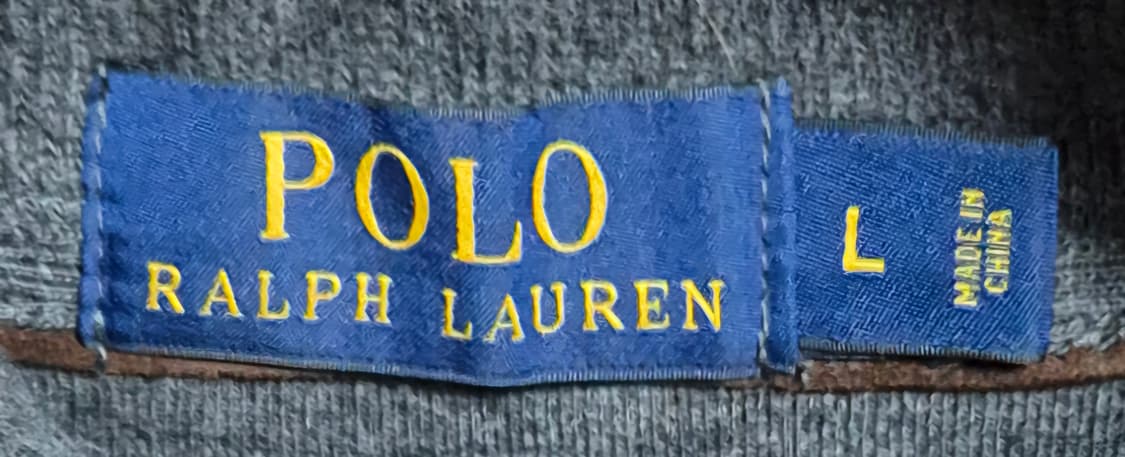 POLO
RALPH LAUREN
L
MADE IN
CHINA